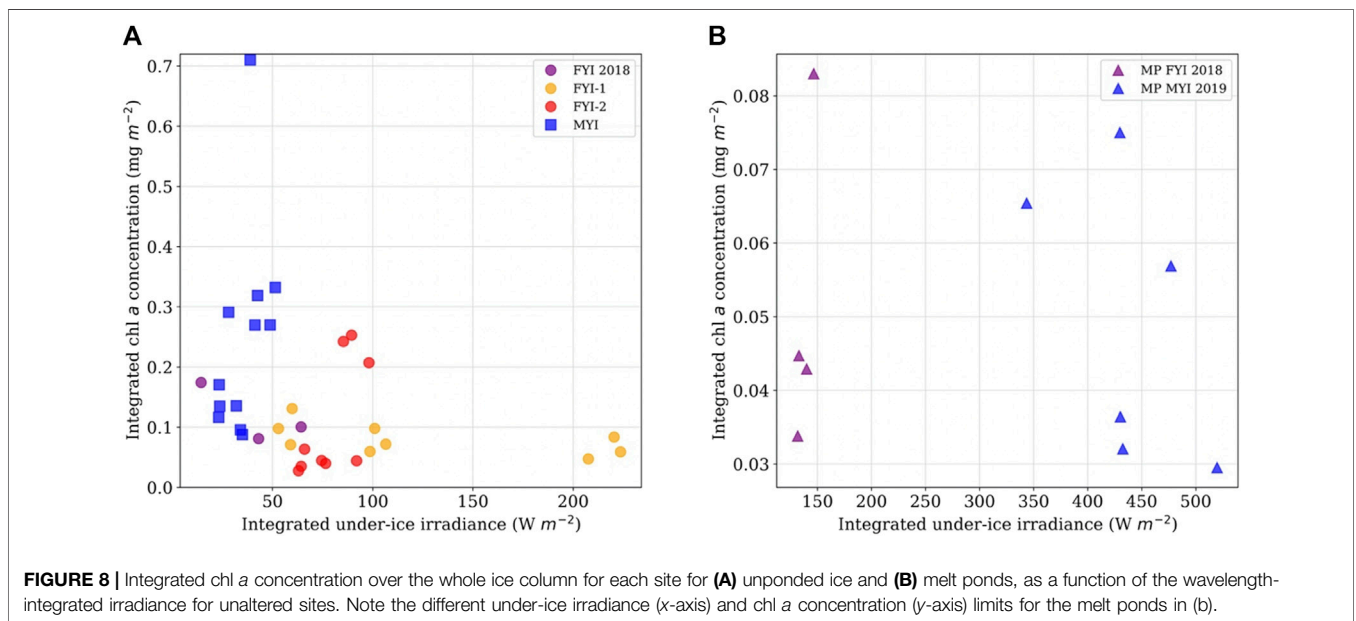 A
B
FYI 2018
FYI-1
FYI-2
MYI
MP FYI 2018
MP MYI 2019
Integrated chl a concentration (mg m−2)
0.7
0.6
0.5
0.4
0.3
0.2
0.1
0.0
50
100
150
200
Integrated under-ice irradiance (W m−2)
Integrated chl a concentration (mg m−2)
0.08
0.07
0.06
0.05
0.04
0.03
150
200
250
300
350
400
450
500
Integrated under-ice irradiance (W m−2)
FIGURE 8 | Integrated chl a concentration over the whole ice column for each site for (A) unponded ice and (B) melt ponds, as a function of the wavelength-
integrated irradiance for unaltered sites. Note the different under-ice irradiance (x-axis) and chl a concentration (y-axis) limits for the melt ponds in (b).